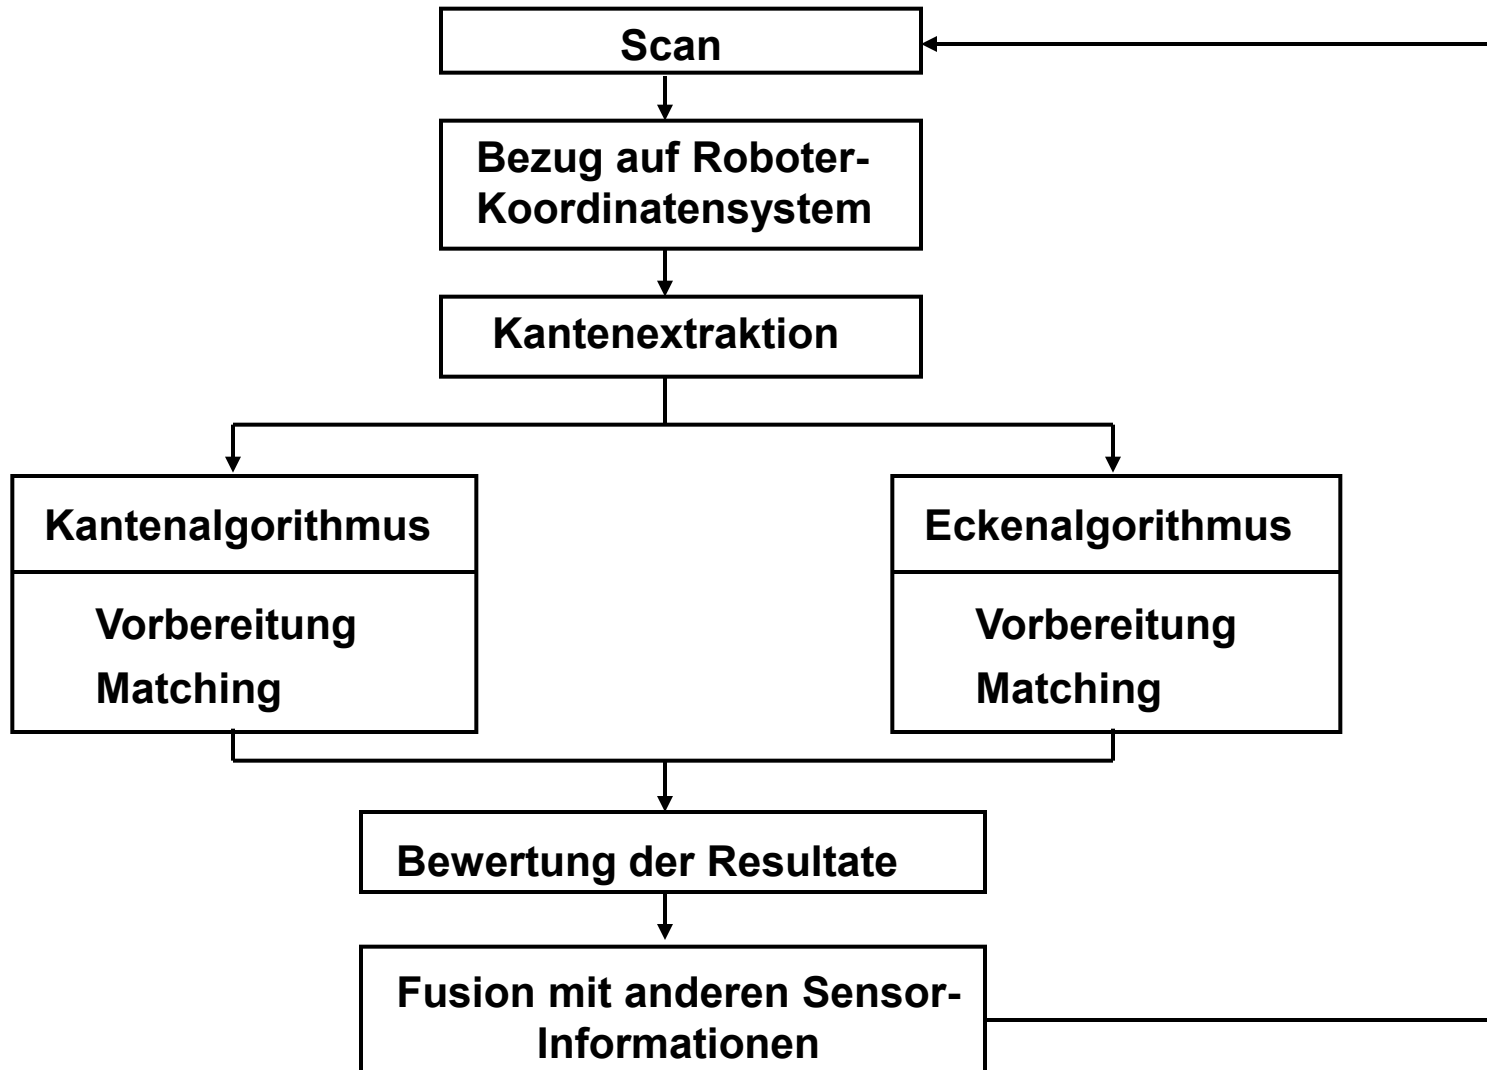 Scan
Bezug auf Roboter-
Koordinatensystem
Kantenextraktion
Kantenalgorithmus
Vorbereitung
Matching
Eckenalgorithmus
Vorbereitung
Matching
Bewertung der Resultate
Fusion mit anderen Sensor-
Informationen